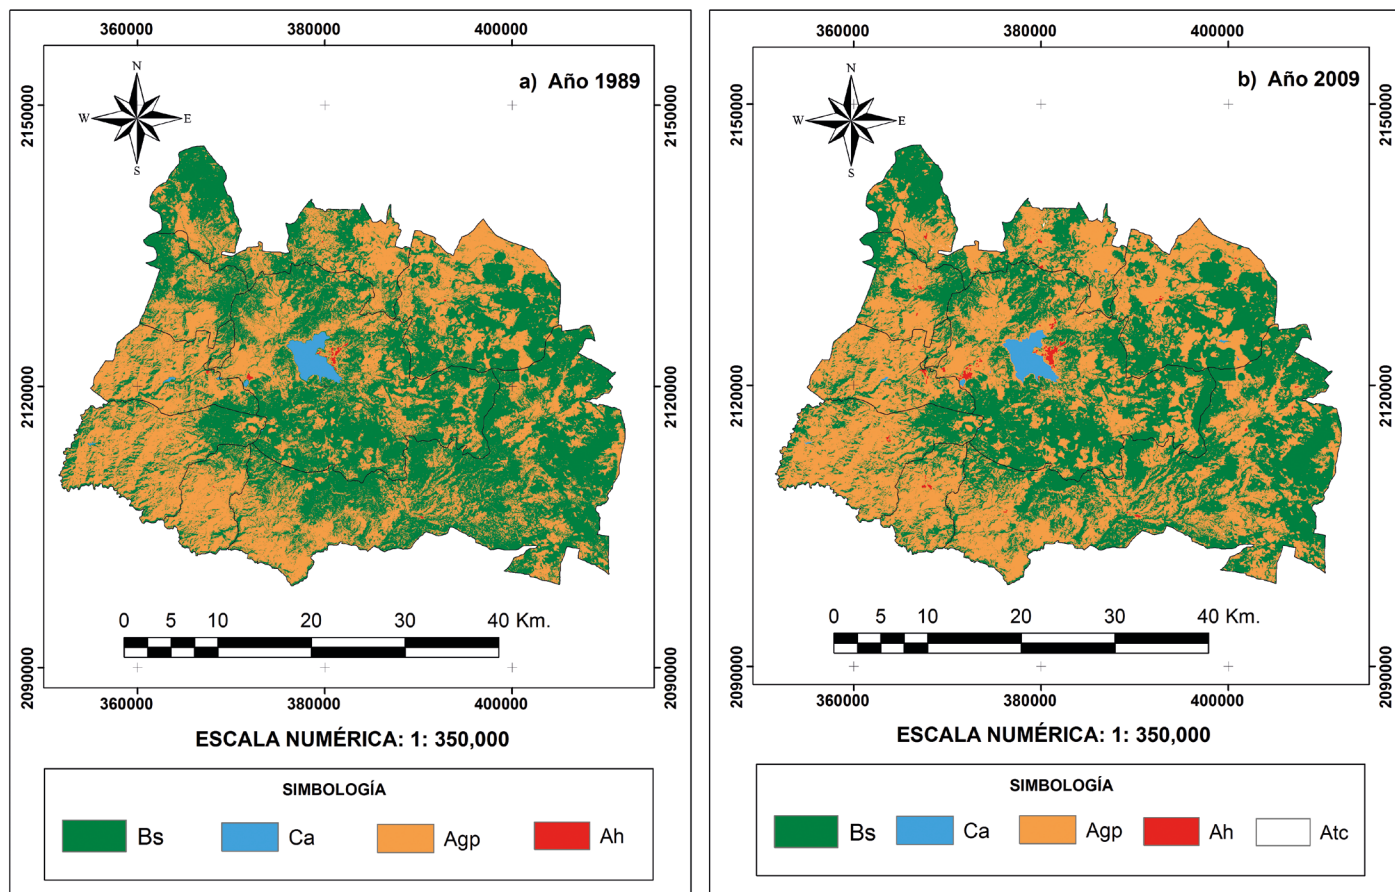 360000 380000 400000
a) Año 1989
N
W E
S
2150000 2150000
2120000 2120000
2090000 2090000
0 5 10 20 30 40 Km.
360000 380000 400000
ESCALA NUMÉRICA: 1: 350,000
SIMBOLOGÍA
Bs Ca Agp Ah
360000 380000 400000
b) Año 2009
N
W E
S
2150000 2150000
2120000 2120000
2090000 2090000
0 5 10 20 30 40 Km.
360000 380000 400000
ESCALA NUMÉRICA: 1: 350,000
SIMBOLOGÍA
Bs Ca Agp Ah Atc